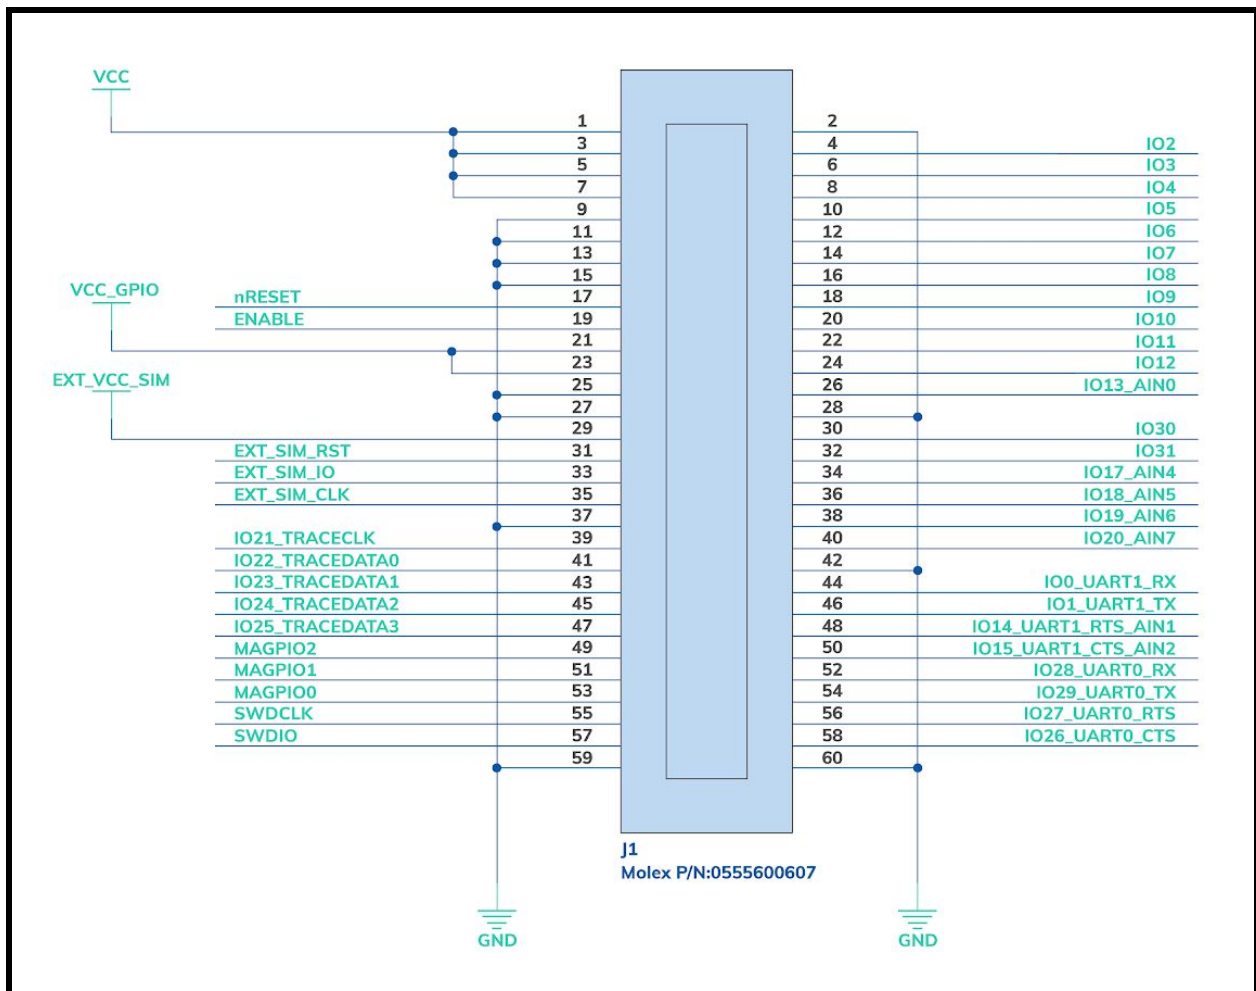 VCC
1 2
3 4 IO2
5 6 IO3
7 8 IO4
9 10 IO5
11 12 IO6
13 14 IO7
15 16 IO8
VCC_GPIO
nRESET 17 18 IO9
ENABLE 19 20 IO10
21 22 IO11
23 24 IO12
EXT_VCC_SIM
25 26 IO13_AIN0
27 28
29 30 IO30
EXT_SIM_RST 31 32 IO31
EXT_SIM_IO 33 34 IO17_AIN4
EXT_SIM_CLK 35 36 IO18_AIN5
37 38 IO19_AIN6
IO21_TRACECLK 39 40 IO20_AIN7
IO22_TRACEDATA0 41 42
IO23_TRACEDATA1 43 44 IO0_UART1_RX
IO24_TRACEDATA2 45 46 IO1_UART1_TX
IO25_TRACEDATA3 47 48 IO14_UART1_RTS_AIN1
MAGPIO2 49 50 IO15_UART1_CTS_AIN2
MAGPIO1 51 52 IO28_UART0_RX
MAGPIO0 53 54 IO29_UART0_TX
SWDCLK 55 56 IO27_UART0_RTS
SWDIO 57 58 IO26_UART0_CTS
59 60
J1
Molex P/N:0555600607
GND GND